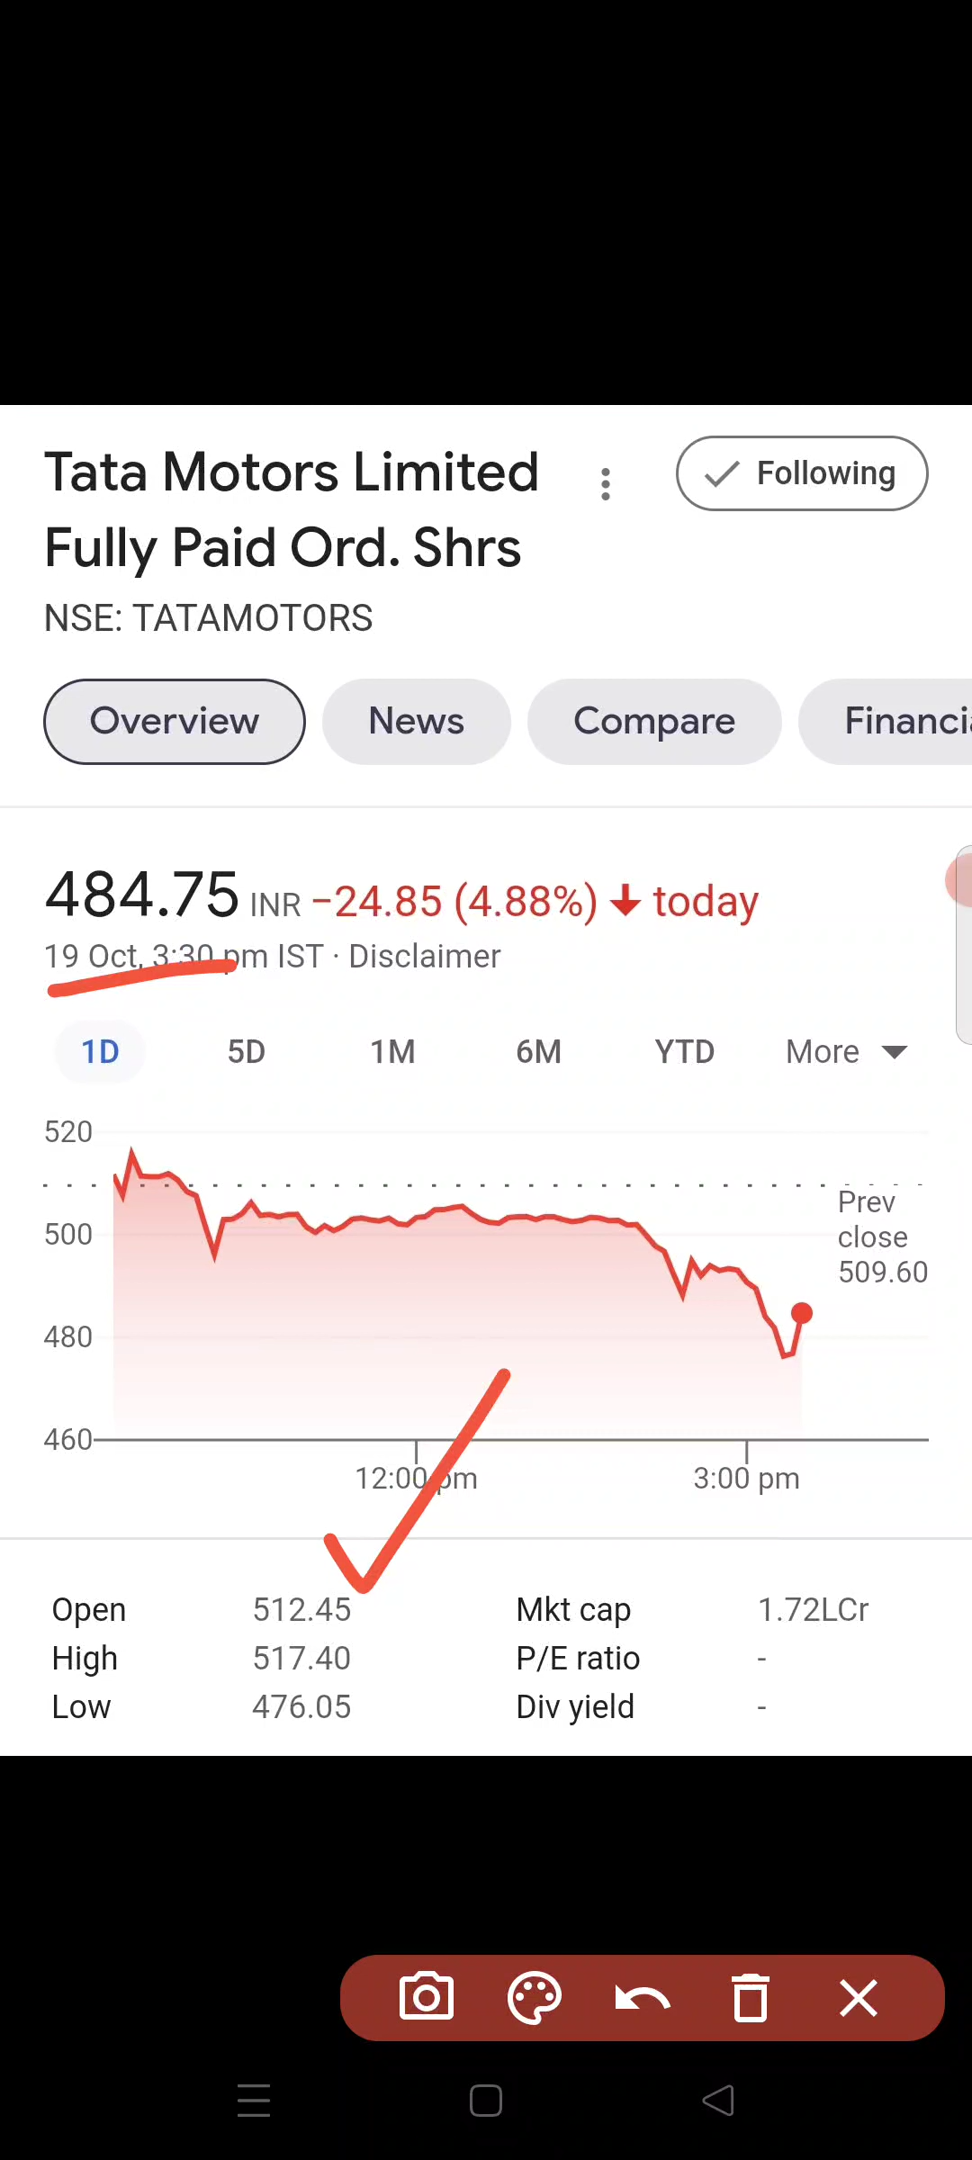 Tata Motors Limited
Fully Paid Ord. Shrs
Following
NSE: TATAMOTORS
Overview News Compare Financia
484.75 INR −24.85 (4.88%) ↓ today
19 Oct, 3:30 pm IST · Disclaimer
1D 5D 1M 6M YTD More
520
500
480
460
Prev
close
509.60
12:00 pm 3:00 pm
Open 512.45 Mkt cap 1.72LCr
High 517.40 P/E ratio -
Low 476.05 Div yield -